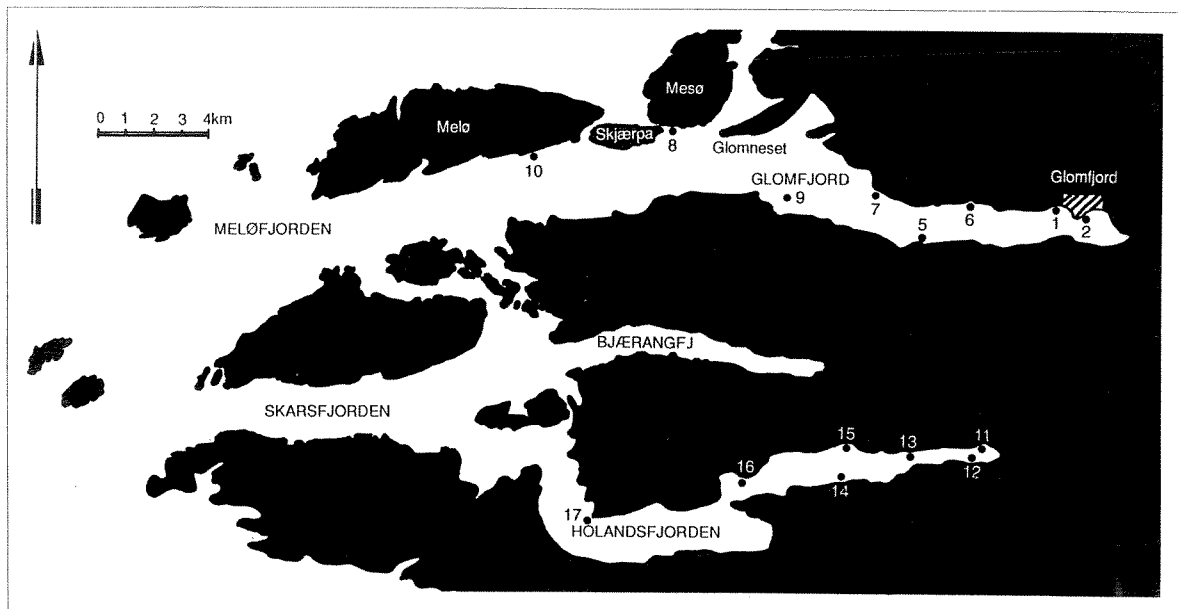 0 1 2 3 4km
Mesø
Melø
Skjærpa
8
Glomneset
10
GLOMFJORD
9
7
5
6
Glomfjord
1
2
MELØFJORDEN
BJÆRANGFJ
SKARSFJORDEN
15
13
11
12
16
14
17
HOLANDSFJORDEN